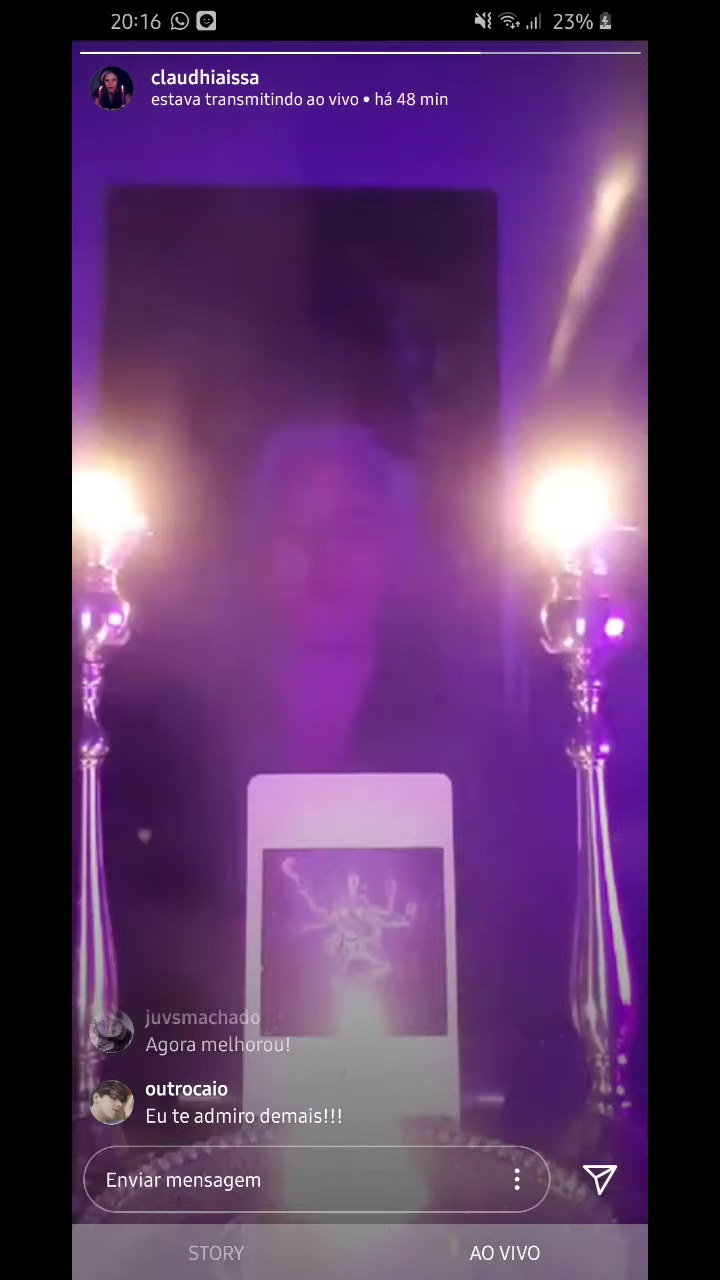 20:16
23%
claudhiaissa
estava transmitindo ao vivo • há 48 min
juvsmachado
Agora melhorou!
outrocaio
Eu te admiro demais!!!
Enviar mensagem
STORY
AO VIVO